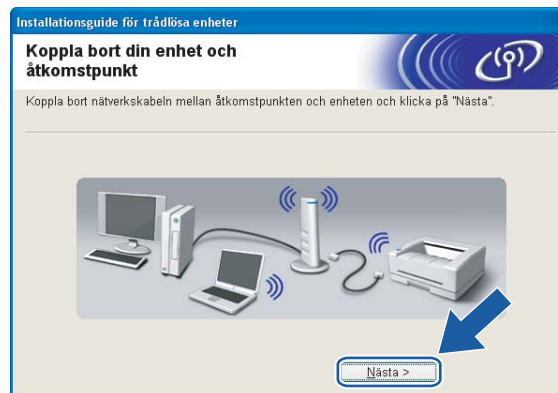 Installationsguide för trådlösa enheter
Koppla bort din enhet och
åtkomstpunkt
Koppla bort nätverkskabeln mellan åtkomstpunkten och enheten och klicka på "Nästa".
Nästa >